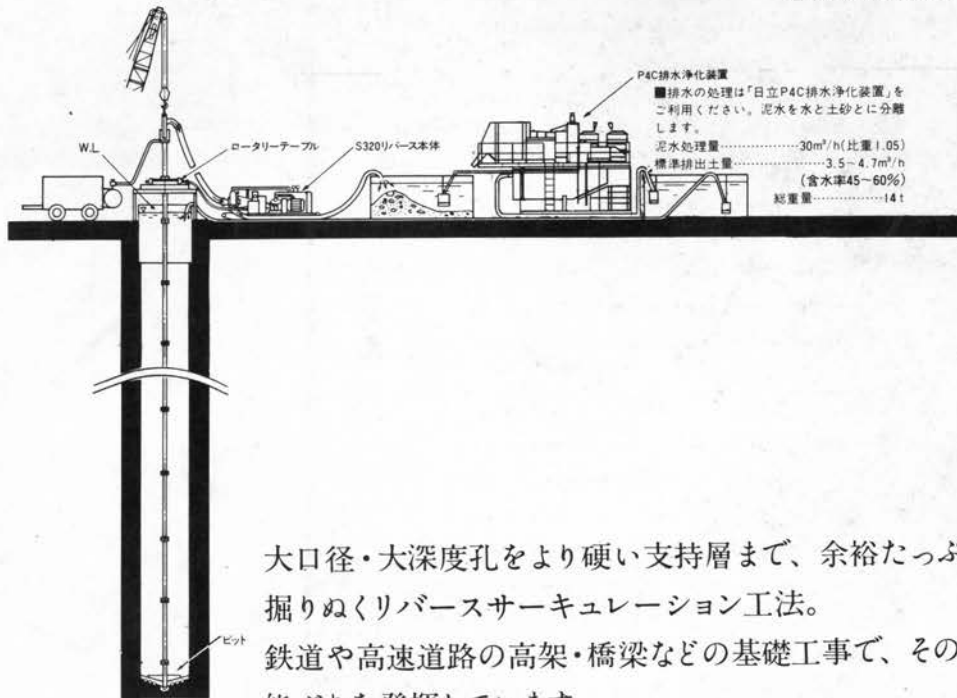 P4C排水浄化装置
■排水の処理は「日立P4C排水浄化装置」を
ご利用ください。泥水を水と土砂とに分離
します。
泥水処理量…………30m³/h(比重1.05)
標準排出土量…………3.5~4.7m³/h
(含水率45~60%)
総重量…………14t
W.L
ロータリーテーブル
S320リバース本体
ビット
大口径・大深度孔をより硬い支持層まで、余裕たっぷ
掘りぬくリバースサーキュレーション工法。
鉄道や高速道路の高架・橋梁などの基礎工事で、その